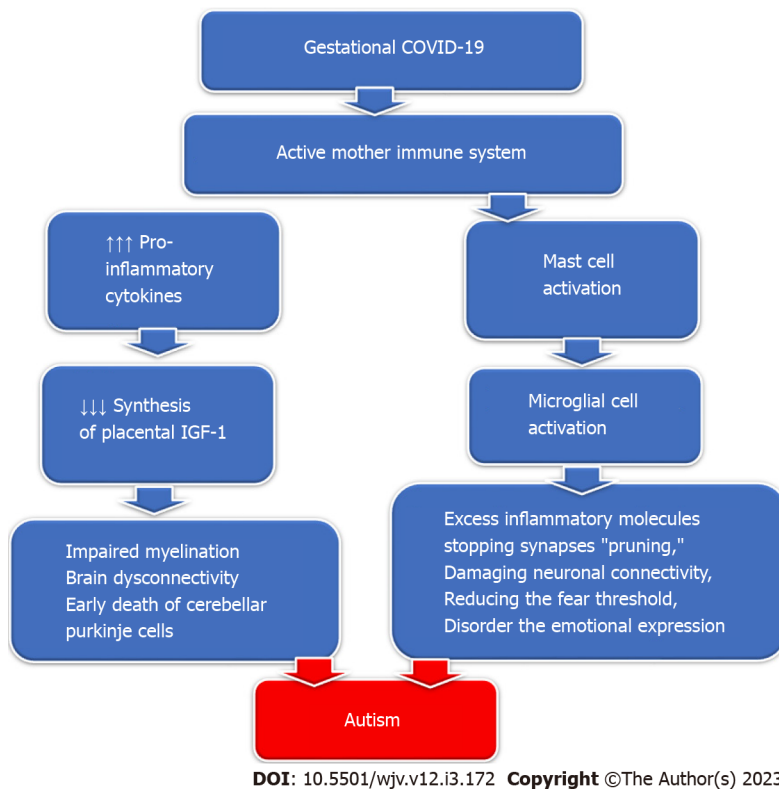 Gestational COVID-19
Active mother immune system
↑↑↑ Pro-
inflammatory
cytokines
Mast cell
activation
↓↓↓ Synthesis
of placental IGF-1
Microglial cell
activation
Impaired myelination
Brain dysconnectivity
Early death of cerebellar
purkinje cells
Excess inflammatory molecules
stopping synapses "pruning,"
Damaging neuronal connectivity,
Reducing the fear threshold,
Disorder the emotional expression
Autism
DOI: 10.5501/wjv.v12.i3.172 Copyright ©The Author(s) 2023